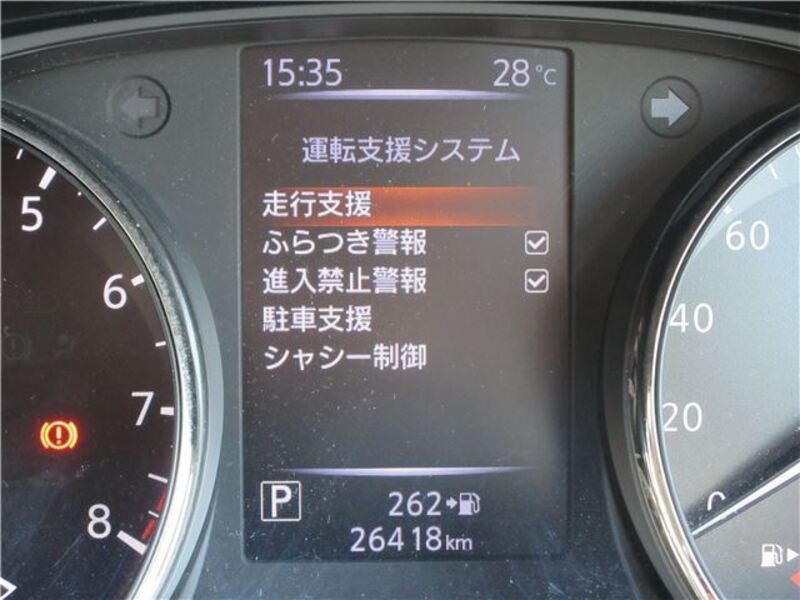 15:35 28°C
運転支援システム
走行支援
ふらつき警報
進入禁止警報
駐車支援
シャシー制御
P 262
26418km
5
6
7
8
60
40
20
0